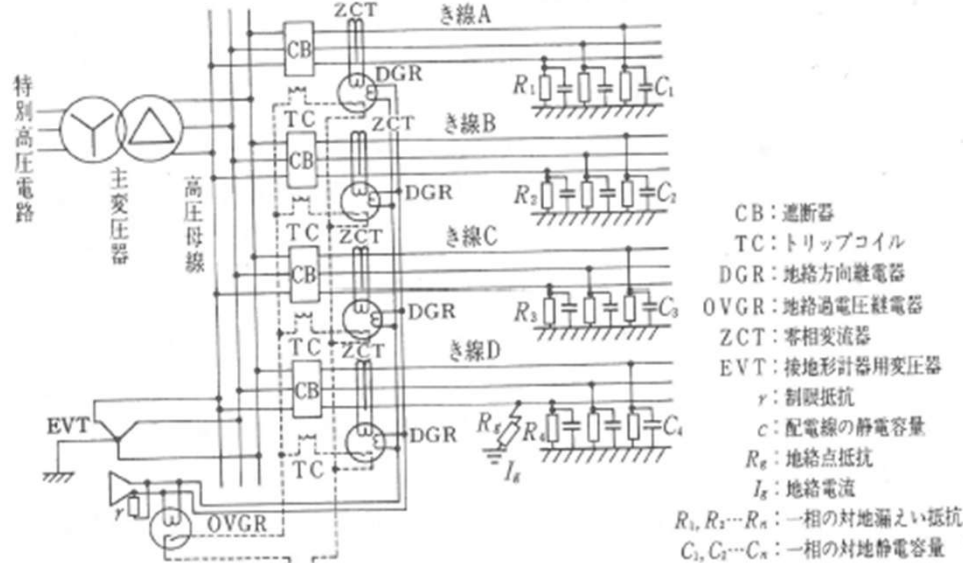 特別高圧電路
主変圧器
高圧母線
ZCT
き線A
CB
DGR
R₁
C₁
TC
ZCT
き線B
CB
DGR
R₂
C₂
TC
ZCT
き線C
CB
DGR
R₃
C₃
TC
ZCT
き線D
CB
DGR
R_g
R₄
C₄
I_g
TC
EVT
r
OVGR
CB：遮断器
TC：トリップコイル
DGR：地絡方向継電器
OVGR：地絡過電圧継電器
ZCT：零相変流器
EVT：接地形計器用変圧器
r：制限抵抗
c：配電線の静電容量
R_g：地絡点抵抗
I_g：地絡電流
R₁, R₂…Rₙ：一相の対地漏えい抵抗
C₁, C₂…Cₙ：一相の対地静電容量